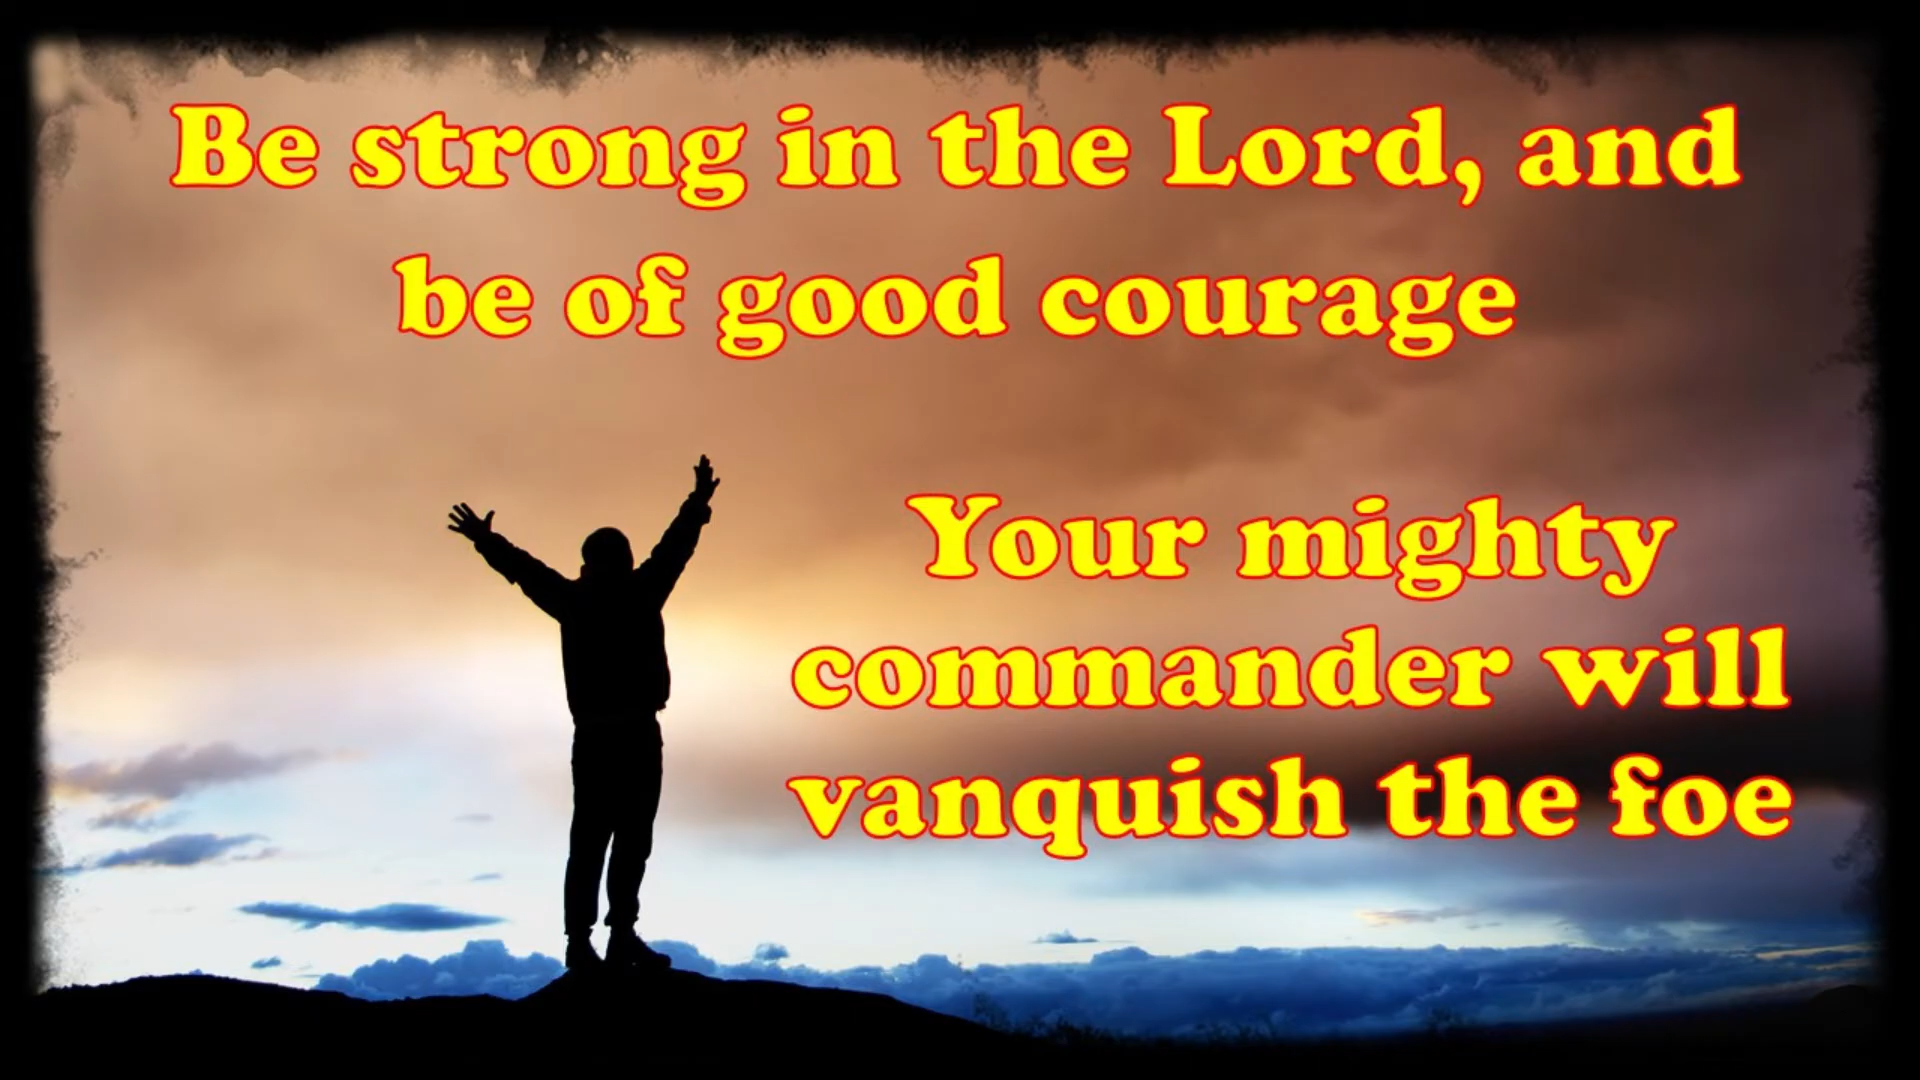 Be strong in the Lord, and
be of good courage
Your mighty
commander will
vanquish the foe